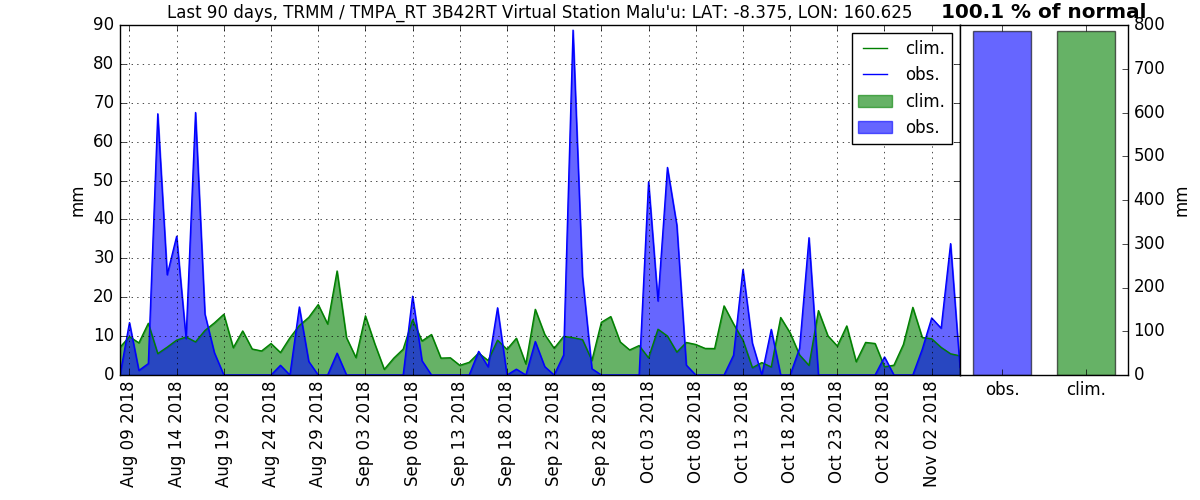 Last 90 days, TRMM / TMPA_RT 3B42RT Virtual Station Malu'u: LAT: -8.375, LON: 160.625
100.1 % of normal
90
80
70
60
50
40
30
20
10
0
mm
clim.
obs.
clim.
obs.
Aug 09 2018
Aug 14 2018
Aug 19 2018
Aug 24 2018
Aug 29 2018
Sep 03 2018
Sep 08 2018
Sep 13 2018
Sep 18 2018
Sep 23 2018
Sep 28 2018
Oct 03 2018
Oct 08 2018
Oct 13 2018
Oct 18 2018
Oct 23 2018
Oct 28 2018
Nov 02 2018
800
700
600
500
400
300
200
100
0
mm
obs.
clim.